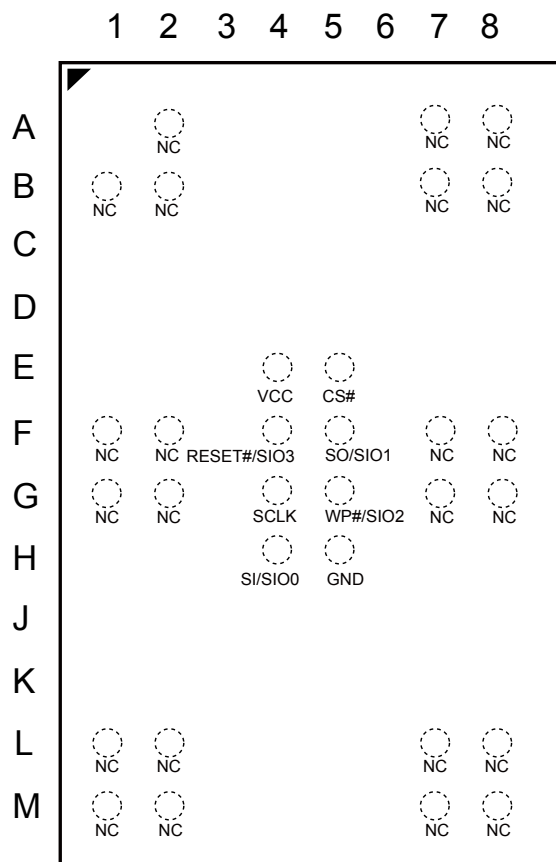 1 2 3 4 5 6 7 8
A
NC NC NC
B
NC NC NC NC
C
D
E
VCC CS#
F
NC NC RESET#/SIO3 SO/SIO1 NC NC
G
NC NC SCLK WP#/SIO2 NC NC
H
SI/SIO0 GND
J
K
L
NC NC NC NC
M
NC NC NC NC